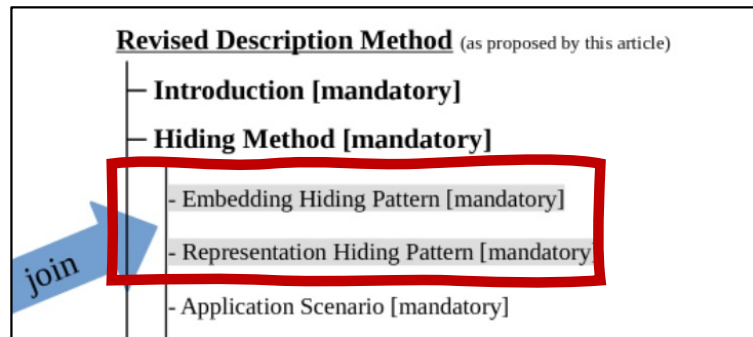 Revised Description Method (as proposed by this article)
Introduction [mandatory]
Hiding Method [mandatory]
- Embedding Hiding Pattern [mandatory]
- Representation Hiding Pattern [mandatory]
join
- Application Scenario [mandatory]